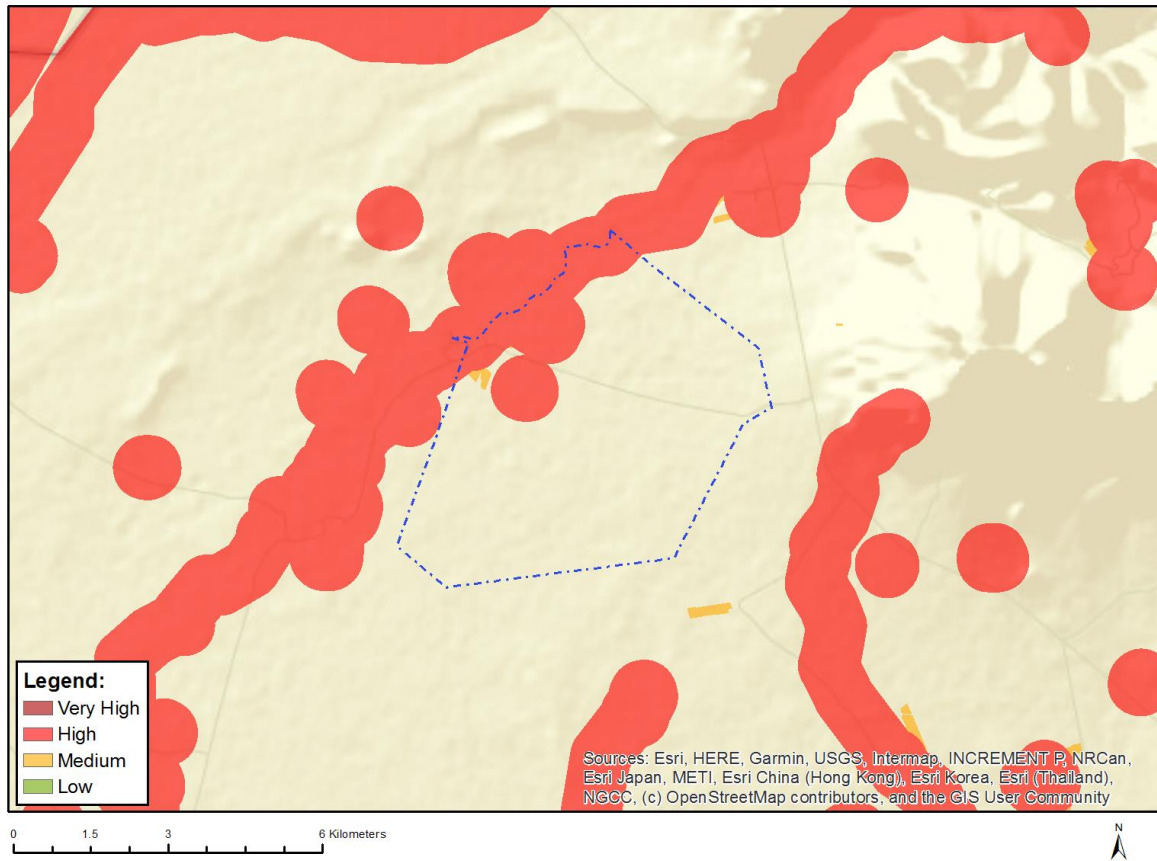 Legend:
Very High
High
Medium
Low
Sources: Esri, HERE, Garmin, USGS, Intermap, INCREMENT P, NRCan,
Esri Japan, METI, Esri China (Hong Kong), Esri Korea, Esri (Thailand),
NGCC, (c) OpenStreetMap contributors, and the GIS User Community
0 1.5 3 6 Kilometers
N